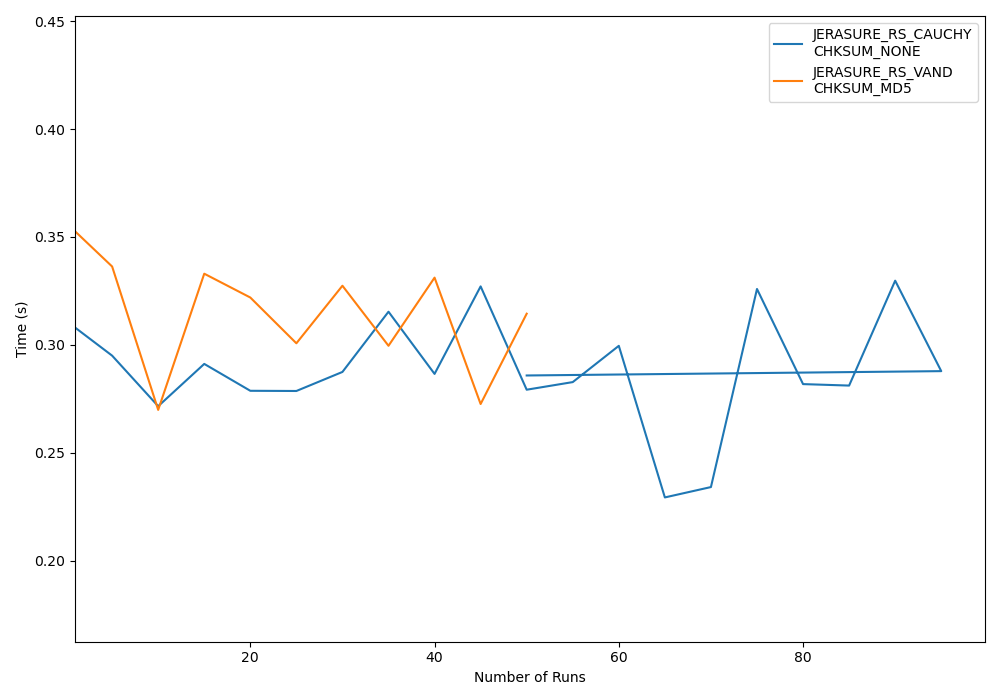 0.45
0.40
0.35
0.30
0.25
0.20
Time (s)
20
40
60
80
Number of Runs
JERASURE_RS_CAUCHY
CHKSUM_NONE
JERASURE_RS_VAND
CHKSUM_MD5